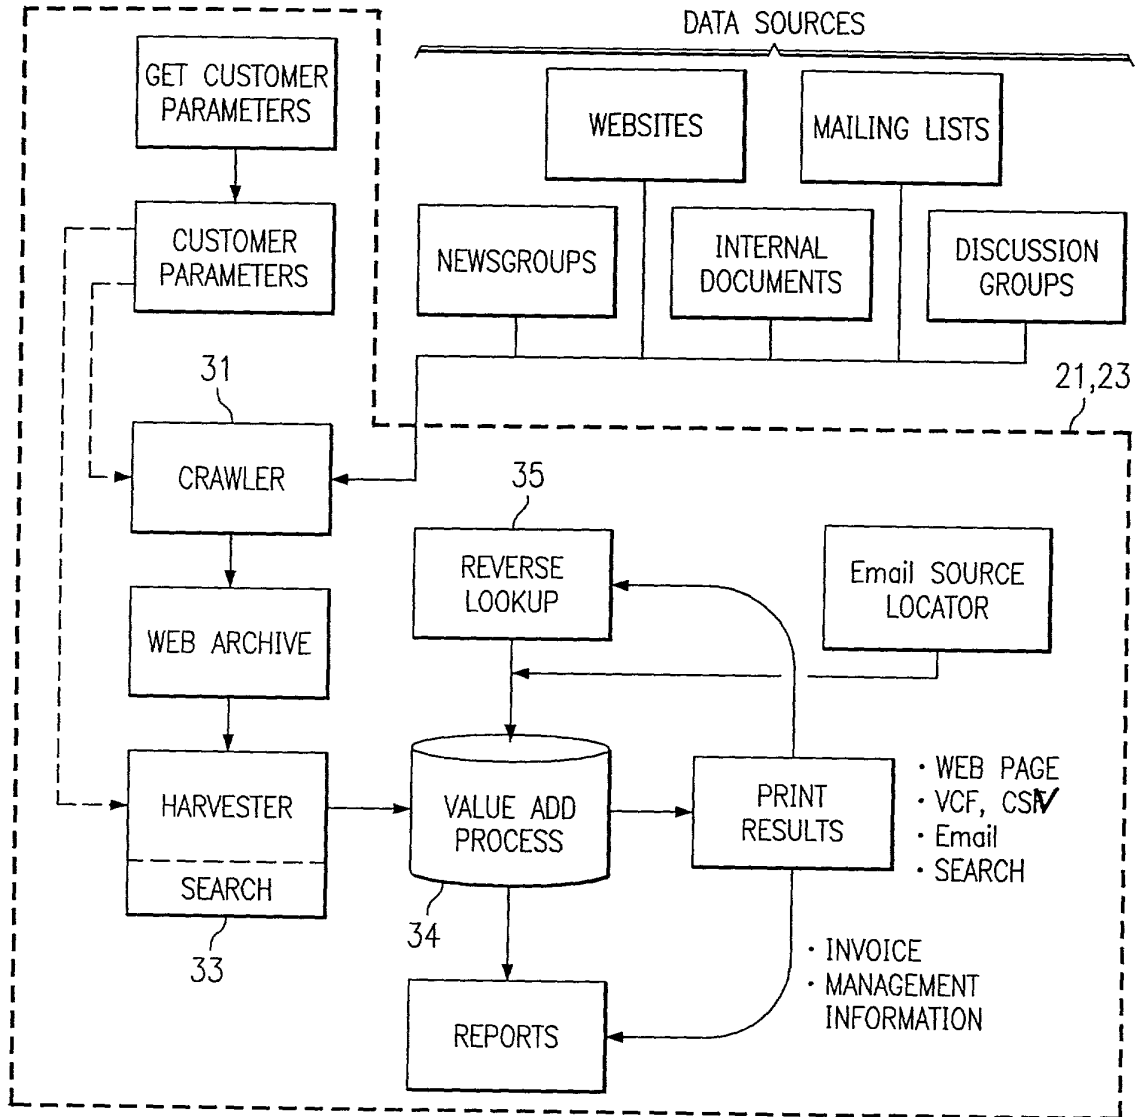 DATA SOURCES
GET CUSTOMER
PARAMETERS
WEBSITES
MAILING LISTS
CUSTOMER
PARAMETERS
NEWSGROUPS
INTERNAL
DOCUMENTS
DISCUSSION
GROUPS
31
21,23
CRAWLER
35
REVERSE
LOOKUP
Email SOURCE
LOCATOR
WEB ARCHIVE
HARVESTER
SEARCH
33
VALUE ADD
PROCESS
34
PRINT
RESULTS
· WEB PAGE
· VCF, CSV
· Email
· SEARCH
· INVOICE
· MANAGEMENT
INFORMATION
REPORTS